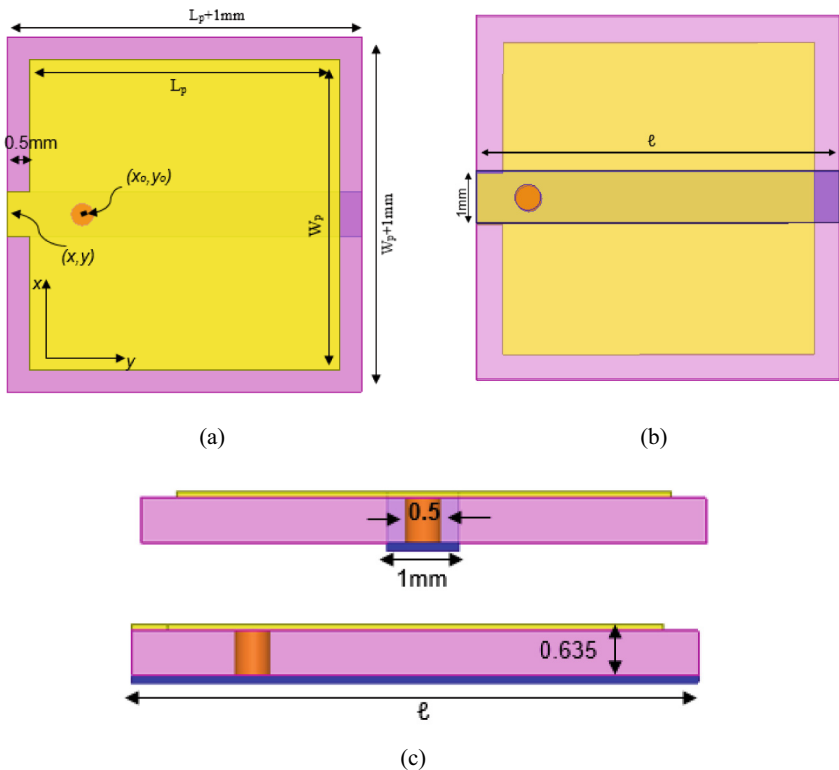 Lₚ+1mm
Lₚ
0.5mm
(xₒ,yₒ)
Wₚ
Wₚ+1mm
(x,y)
x
y
ℓ
1mm
(a)
(b)
0.5
1mm
0.635
ℓ
(c)